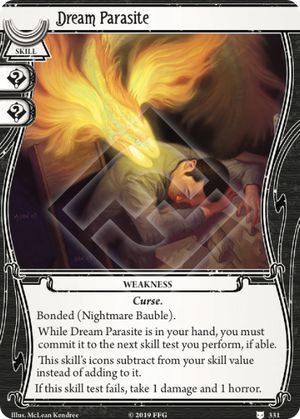 Dream Parasite
SKILL
WEAKNESS
Curse.
Bonded (Nightmare Bauble).
While Dream Parasite is in your hand, you must
commit it to the next skill test you perform, if able.
This skill's icons subtract from your skill value
instead of adding to it.
If this skill test fails, take 1 damage and 1 horror.
Illus. McLean Kendree
© 2019 FFG
331